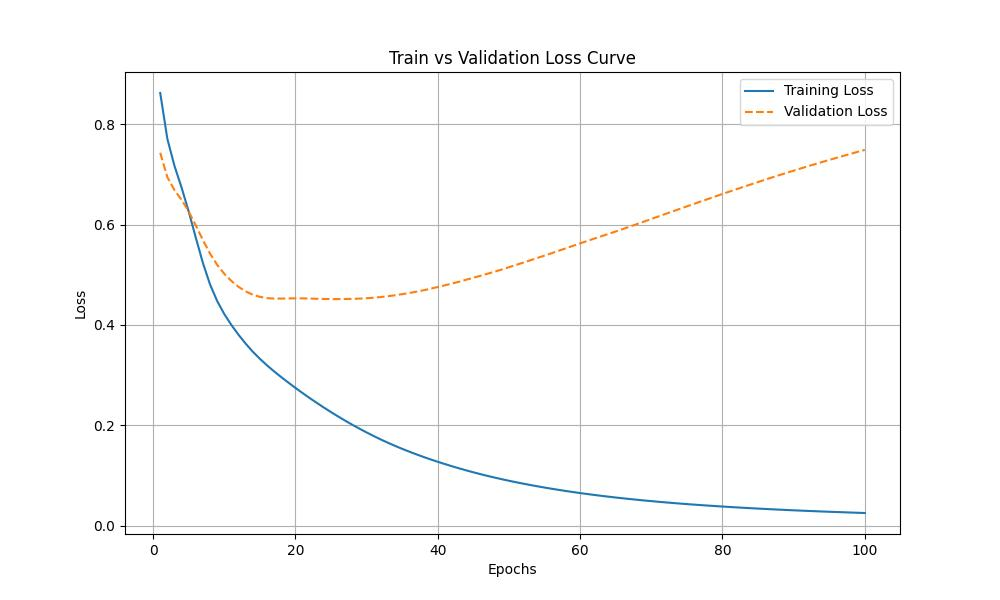 Train vs Validation Loss Curve
Training Loss
Validation Loss
Loss
0.8
0.6
0.4
0.2
0.0
0 20 40 60 80 100
Epochs